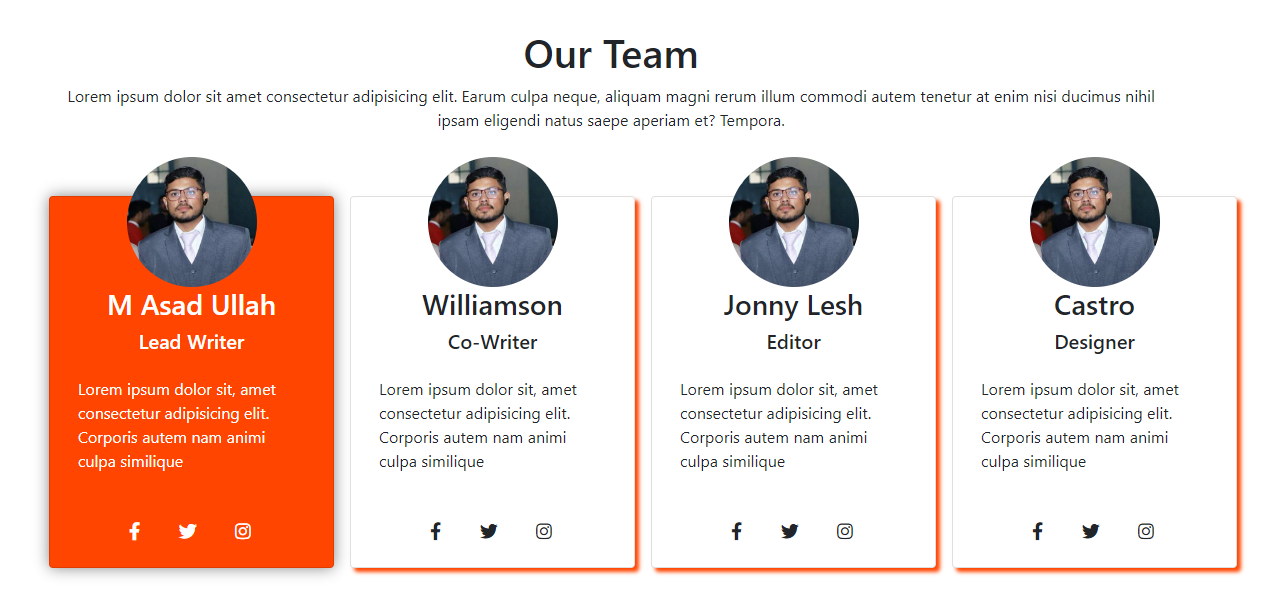 Our Team
Lorem ipsum dolor sit amet consectetur adipisicing elit. Earum culpa neque, aliquam magni rerum illum commodi autem tenetur at enim nisi ducimus nihil
ipsam eligendi natus saepe aperiam et? Tempora.
M Asad Ullah
Lead Writer
Lorem ipsum dolor sit, amet
consectetur adipisicing elit.
Corporis autem nam animi
culpa similique
Williamson
Co-Writer
Lorem ipsum dolor sit, amet
consectetur adipisicing elit.
Corporis autem nam animi
culpa similique
Jonny Lesh
Editor
Lorem ipsum dolor sit, amet
consectetur adipisicing elit.
Corporis autem nam animi
culpa similique
Castro
Designer
Lorem ipsum dolor sit, amet
consectetur adipisicing elit.
Corporis autem nam animi
culpa similique